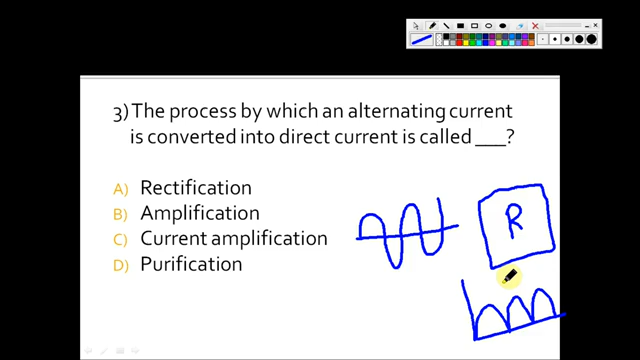 3) The process by which an alternating current
is converted into direct current is called ___?
A) Rectification
B) Amplification
C) Current amplification
D) Purification
R